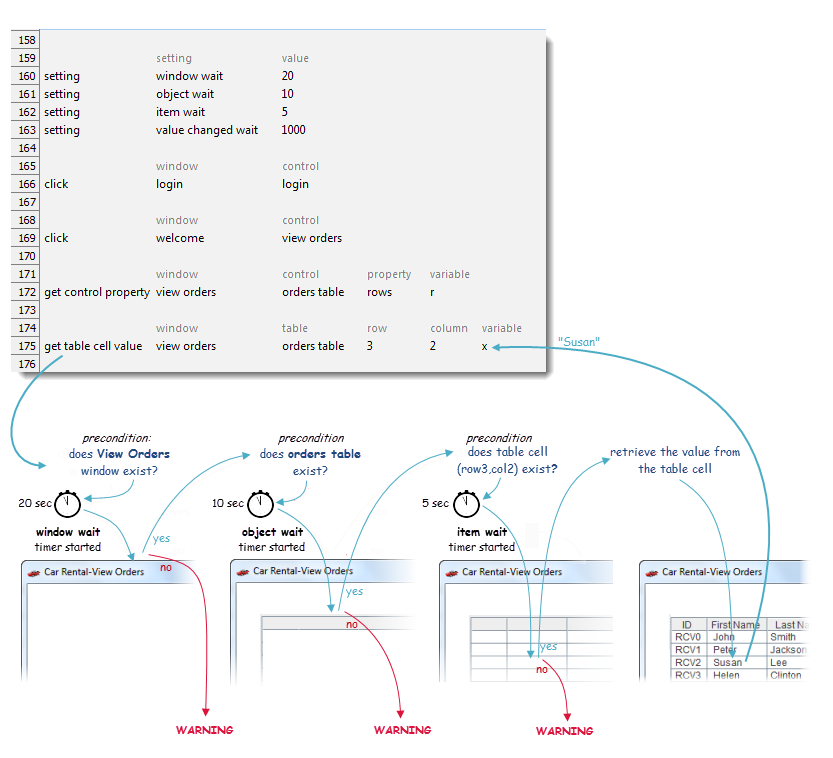 158
159 setting value
160 setting window wait 20
161 setting object wait 10
162 setting item wait 5
163 setting value changed wait 1000
164
165 window control
166 click login login
167
168 window control
169 click welcome view orders
170
171 window control property variable
172 get control property view orders orders table rows r
173
174 window table row column variable
175 get table cell value view orders orders table 3 2 x
176
"Susan"
precondition:
does View Orders
window exist?
20 sec
window wait
timer started
yes
no
Car Rental-View Orders
WARNING
precondition
does orders table
exist?
10 sec
object wait
timer started
Car Rental-View Orders
yes
no
WARNING
precondition
does table cell
(row3,col2) exist?
5 sec
item wait
timer started
Car Rental-View Orders
yes
no
WARNING
retrieve the value from
the table cell
Car Rental-View Orders
ID First Name Last Na
RCV0 John Smith
RCV1 Peter Jackson
RCV2 Susan Lee
RCV3 Helen Clinton